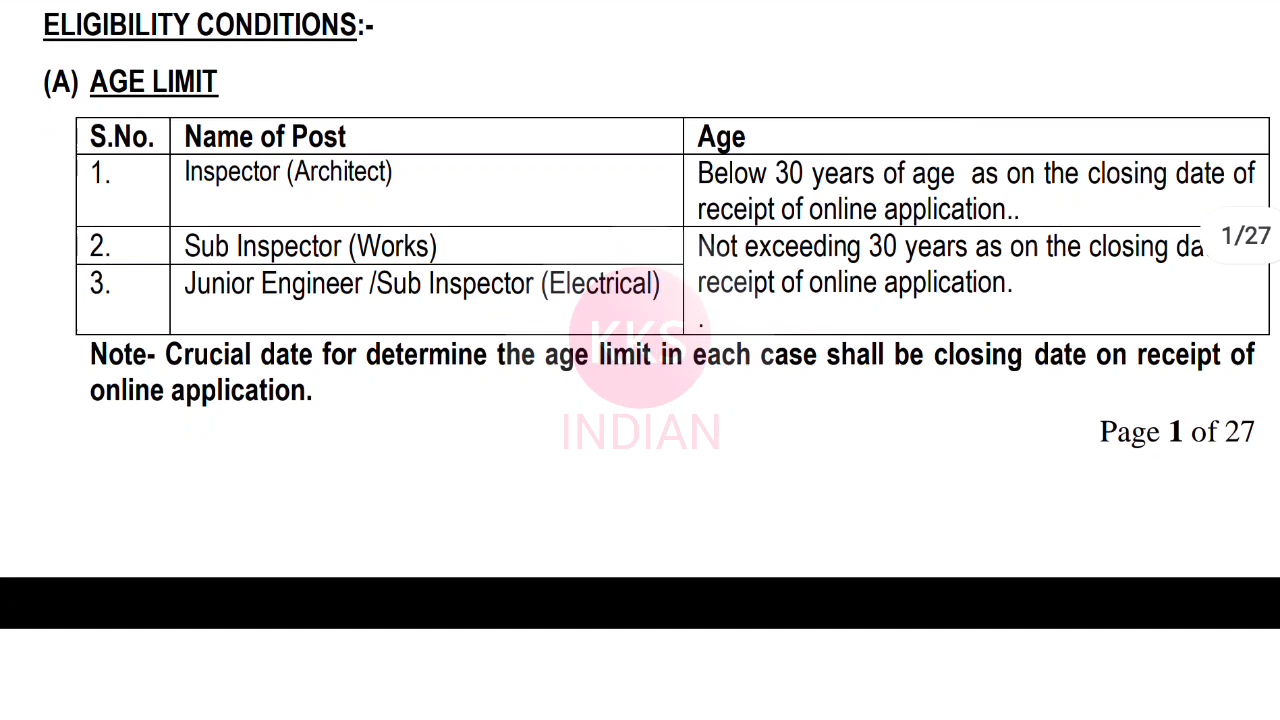 ELIGIBILITY CONDITIONS:-
(A) AGE LIMIT
S.No. Name of Post Age
1. Inspector (Architect) Below 30 years of age as on the closing date of
receipt of online application..
2. Sub Inspector (Works) Not exceeding 30 years as on the closing da
1/27
3. Junior Engineer /Sub Inspector (Electrical) receipt of online application.
.
Note- Crucial date for determine the age limit in each case shall be closing date on receipt of
online application.
KKS
INDIAN
Page 1 of 27